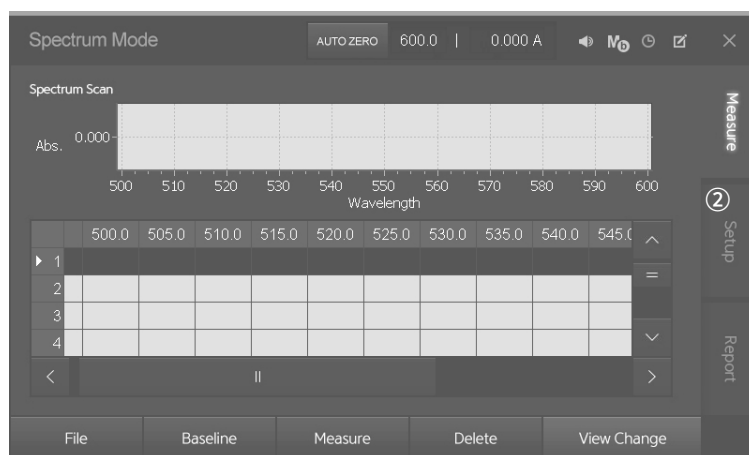 Spectrum Mode
AUTO ZERO 600.0 | 0.000 A
Mb
Spectrum Scan
Measure
Abs. 0.000
500 510 520 530 540 550 560 570 580 590 600
Wavelength
②
Setup
500.0 505.0 510.0 515.0 520.0 525.0 530.0 535.0 540.0 545.0
1
2
3
4
Report
File Baseline Measure Delete View Change